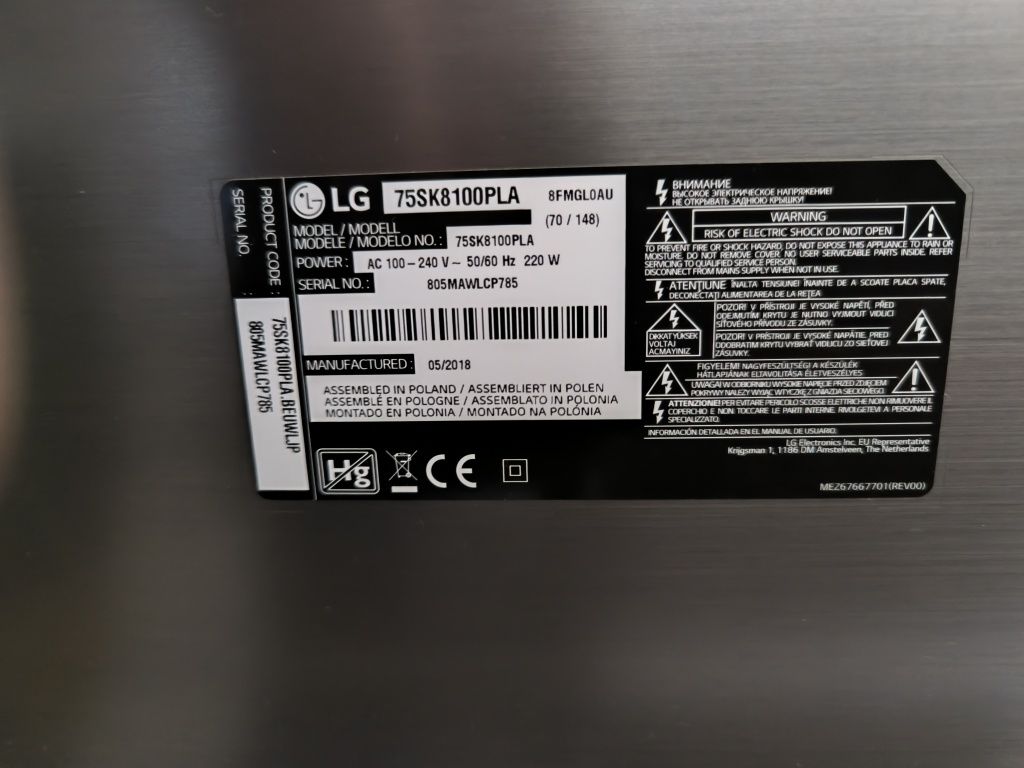 SERIAL NO.
PRODUCT CODE :
75SK8100PLA.BEUWLJP
805MAWLCP785
LG
75SK8100PLA
8FMGL0AU
(70 / 148)
MODEL / MODELL
MODÈLE / MODELO NO. : 75SK8100PLA
POWER : AC 100-240 V~ 50/60 Hz 220 W
SERIAL NO. : 805MAWLCP785
MANUFACTURED : 05/2018
ASSEMBLED IN POLAND / ASSEMBLIERT IN POLEN
ASSEMBLÉ EN POLOGNE / ASSEMBLATO IN POLONIA
MONTADO EN POLONIA / MONTADO NA POLÓNIA
Hg
CE
ВНИМАНИЕ
ВЫСОКОЕ ЭЛЕКТРИЧЕСКОЕ НАПРЯЖЕНИЕ!
НЕ ОТКРЫВАТЬ ЗАДНЮЮ КРЫШКУ!
WARNING
RISK OF ELECTRIC SHOCK DO NOT OPEN
TO PREVENT FIRE OR SHOCK HAZARD, DO NOT EXPOSE THIS APPLIANCE TO RAIN OR
MOISTURE. DO NOT REMOVE COVER. NO USER-SERVICEABLE PARTS INSIDE. REFER
SERVICING TO QUALIFIED SERVICE PERSON.
DISCONNECT FROM MAINS SUPPLY WHEN NOT IN USE.
ATENȚIUNE ÎNALTA TENSIUNE! ÎNAINTE DE A SCOATE PLACA SPATE,
DECONECTAȚI ALIMENTAREA DE LA REȚEA
DIKKAT YÜKSEK
VOLTAJ
AÇMAYINIZ
POZOR! V PŘÍSTROJI JE VYSOKÉ NAPĚTÍ, PŘED
ODEJMUTÍM KRYTU JE NUTNO VYJMOUT VIDLICI
SÍŤOVÉHO PŘÍVODU ZE ZÁSUVKY.
POZOR! V PRÍSTROJI JE VYSOKÉ NAPÄTIE. PRED
ODOBRATIM KRYTU VYBRAŤ VIDLICU ZO SIEŤOVEJ
ZÁSUVKY.
FIGYELEM! NAGYFESZÜLTSÉG! A KÉSZÜLÉK
HÁTLAPJÁNAK ELTÁVOLÍTÁSA ÉLETVESZÉLYES
UWAGA! W ODBIORNIKU WYSOKIE NAPIĘCIE PRZED ZDJĘCIEM
POKRYWY NALEŻY WYJĄĆ WTYCZKĘ Z GNIAZDA SIECIOWEGO.
ATTENZIONE! PER EVITARE PERICOLO SCOSSE ELETTRICHE NON RIMUOVERE IL
COPERCHIO E NON TOCCARE LE PARTI INTERNE. RIVOLGETEVI A PERSONALE
SPECIALIZZATO.
INFORMACIÓN DETALLADA EN EL MANUAL DE USUARIO.
LG Electronics Inc. EU Representative
Krijgsman 1, 1186 DM Amstelveen, The Netherlands
MEZ67667701(REV00)